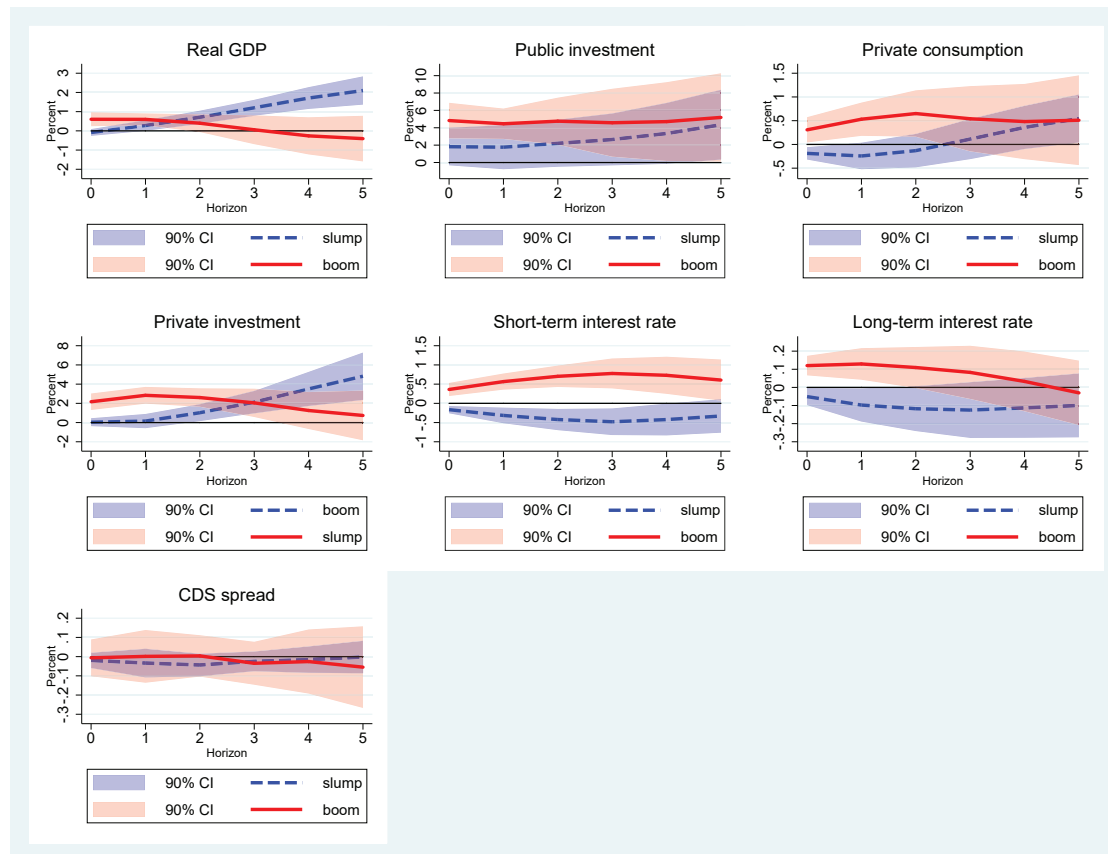 Real GDP
Percent
3
2
1
0
-1
-2
0 1 2 3 4 5
Horizon
90% CI slump
90% CI boom
Public investment
Percent
10
8
6
4
2
0
0 1 2 3 4 5
Horizon
90% CI slump
90% CI boom
Private consumption
Percent
1.5
1
.5
0
-.5
0 1 2 3 4 5
Horizon
90% CI slump
90% CI boom
Private investment
Percent
8
6
4
2
0
-2
0 1 2 3 4 5
Horizon
90% CI boom
90% CI slump
Short-term interest rate
Percent
1.5
1
.5
0
-.5
-1
0 1 2 3 4 5
Horizon
90% CI slump
90% CI boom
Long-term interest rate
Percent
.2
.1
0
-.1
-.2
-.3
0 1 2 3 4 5
Horizon
90% CI slump
90% CI boom
CDS spread
Percent
.2
.1
0
-.1
-.2
-.3
0 1 2 3 4 5
Horizon
90% CI slump
90% CI boom